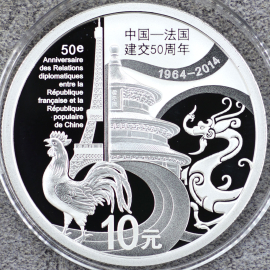 50e
Anniversaire
des Relations
diplomatiques
entre la
République
française et la
République
populaire
de Chine
中国—法国
建交50周年
1964-2014
10元